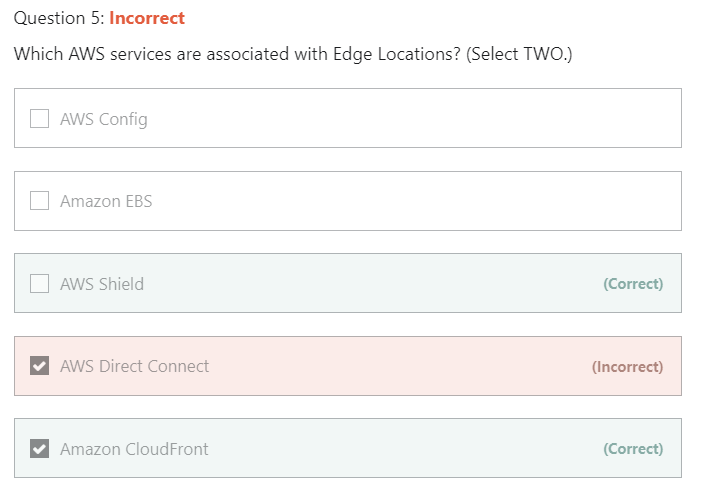 Question 5: Incorrect
Which AWS services are associated with Edge Locations? (Select TWO.)
AWS Config
Amazon EBS
AWS Shield (Correct)
AWS Direct Connect (Incorrect)
Amazon CloudFront (Correct)